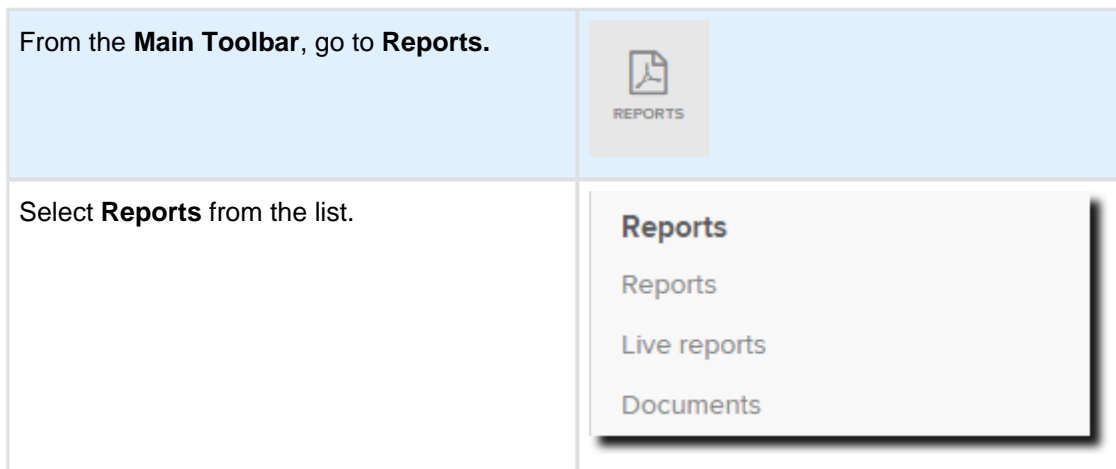 From the Main Toolbar, go to Reports.
REPORTS
Select Reports from the list.
Reports
Reports
Live reports
Documents